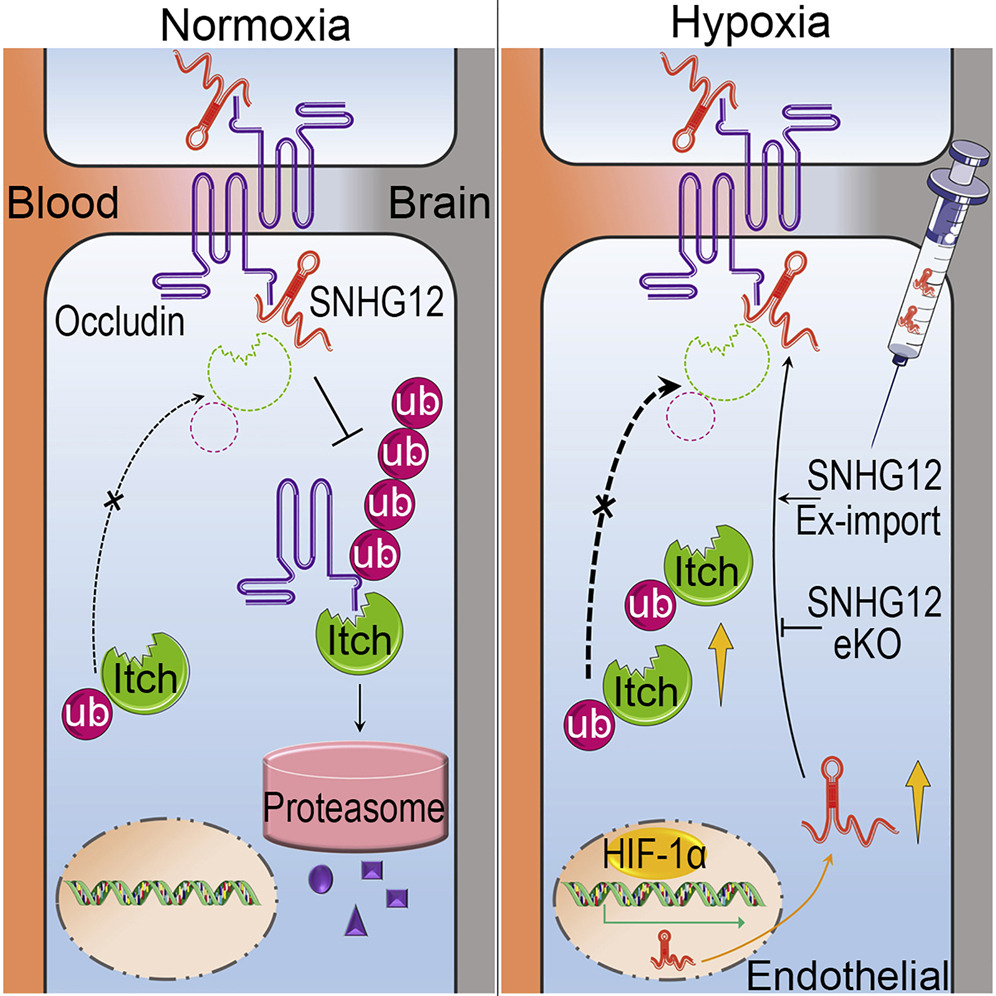 Normoxia
Hypoxia
Blood
Brain
Occludin
SNHG12
ub
ub
ub
ub
Itch
Itch
ub
Proteasome
SNHG12
Ex-import
Itch
ub
SNHG12
eKO
Itch
ub
HIF-1α
Endothelial